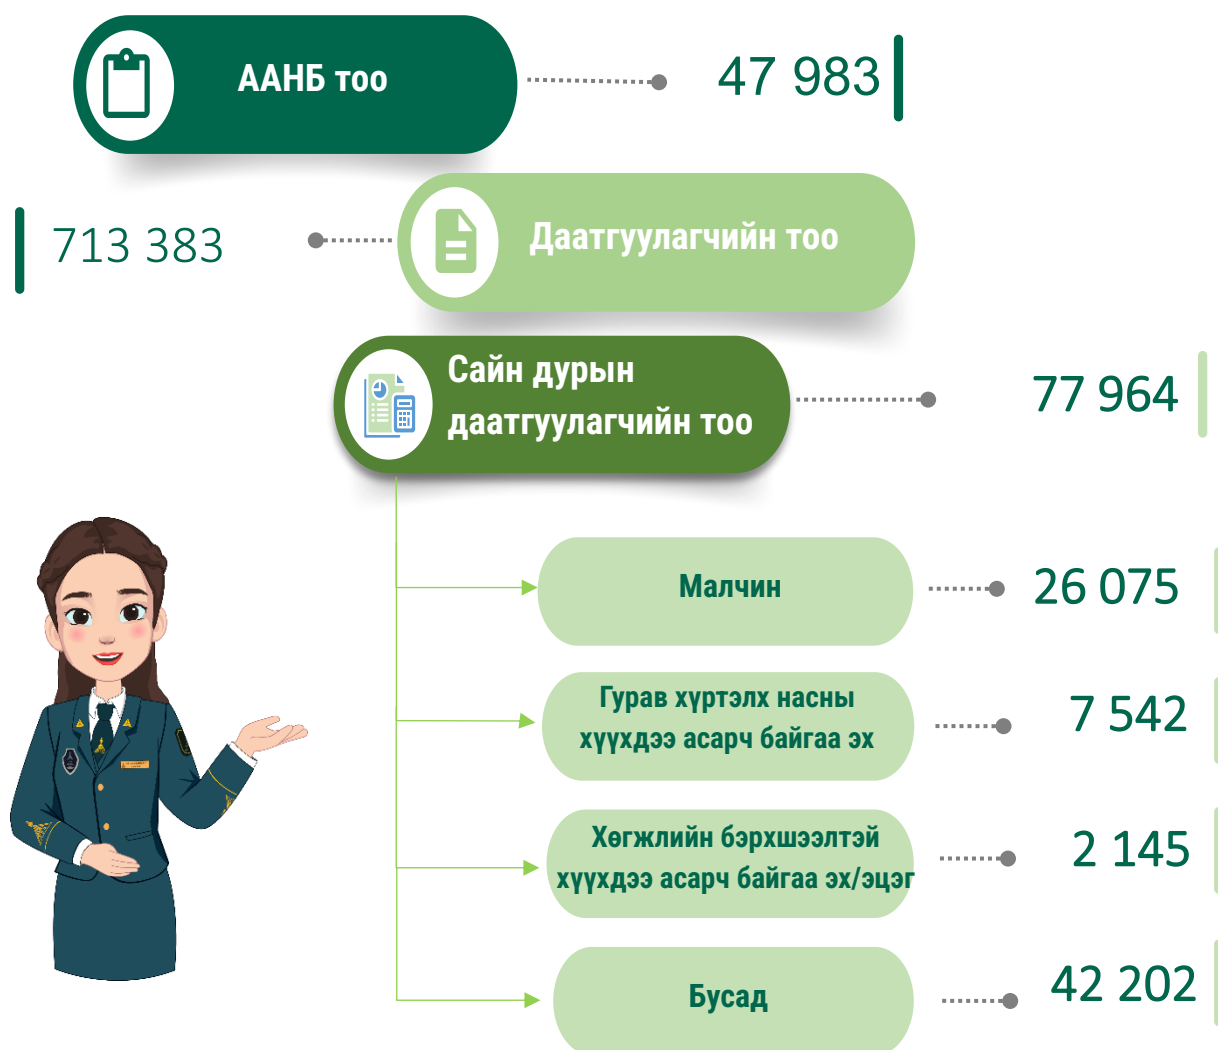 ААНБ тоо
47 983
713 383
Даатгуулагчийн тоо
Сайн дурын
даатгуулагчийн тоо
77 964
Малчин
26 075
Гурав хүртэлх насны
хүүхдээ асарч байгаа эх
7 542
Хөгжлийн бэрхшээлтэй
хүүхдээ асарч байгаа эх/эцэг
2 145
Бусад
42 202